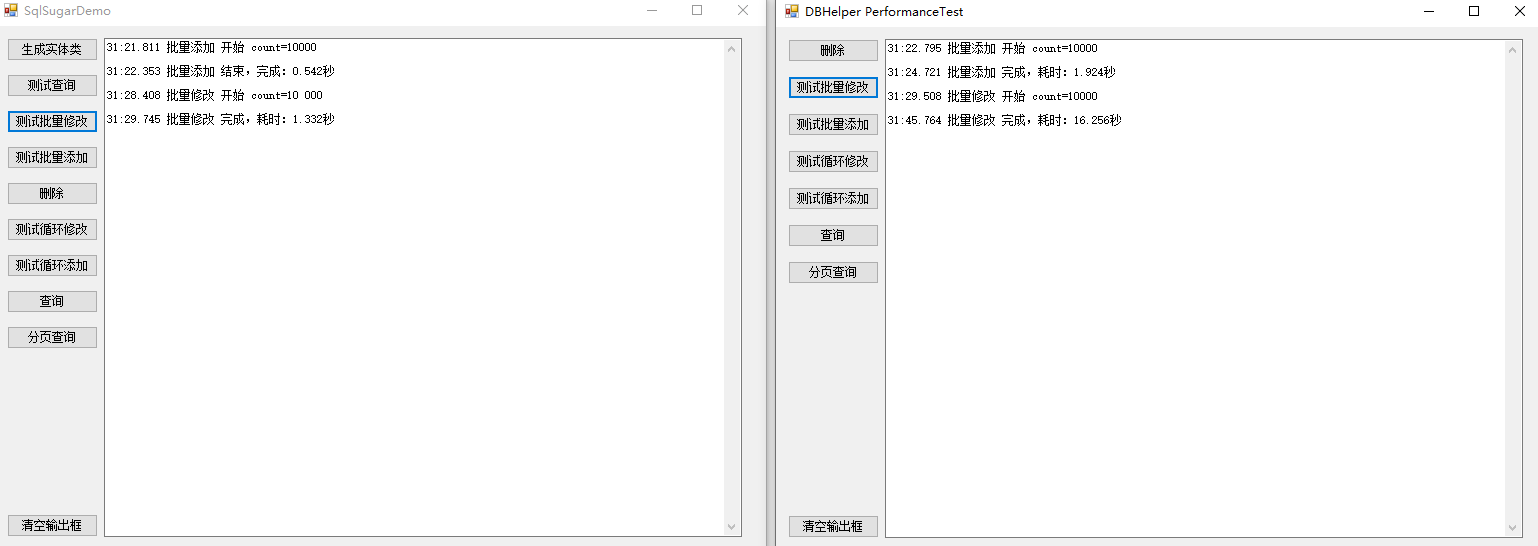 SqlSugarDemo
生成实体类
测试查询
测试批量修改
测试批量添加
删除
测试循环修改
测试循环添加
查询
分页查询
清空输出框
31:21.811 批量添加 开始 count=10000
31:22.353 批量添加 结束，完成：0.542秒
31:28.408 批量修改 开始 count=10 000
31:29.745 批量修改 完成，耗时：1.332秒
DBHelper PerformanceTest
删除
测试批量修改
测试批量添加
测试循环修改
测试循环添加
查询
分页查询
清空输出框
31:22.795 批量添加 开始 count=10000
31:24.721 批量添加 完成，耗时：1.924秒
31:29.508 批量修改 开始 count=10000
31:45.764 批量修改 完成，耗时：16.256秒